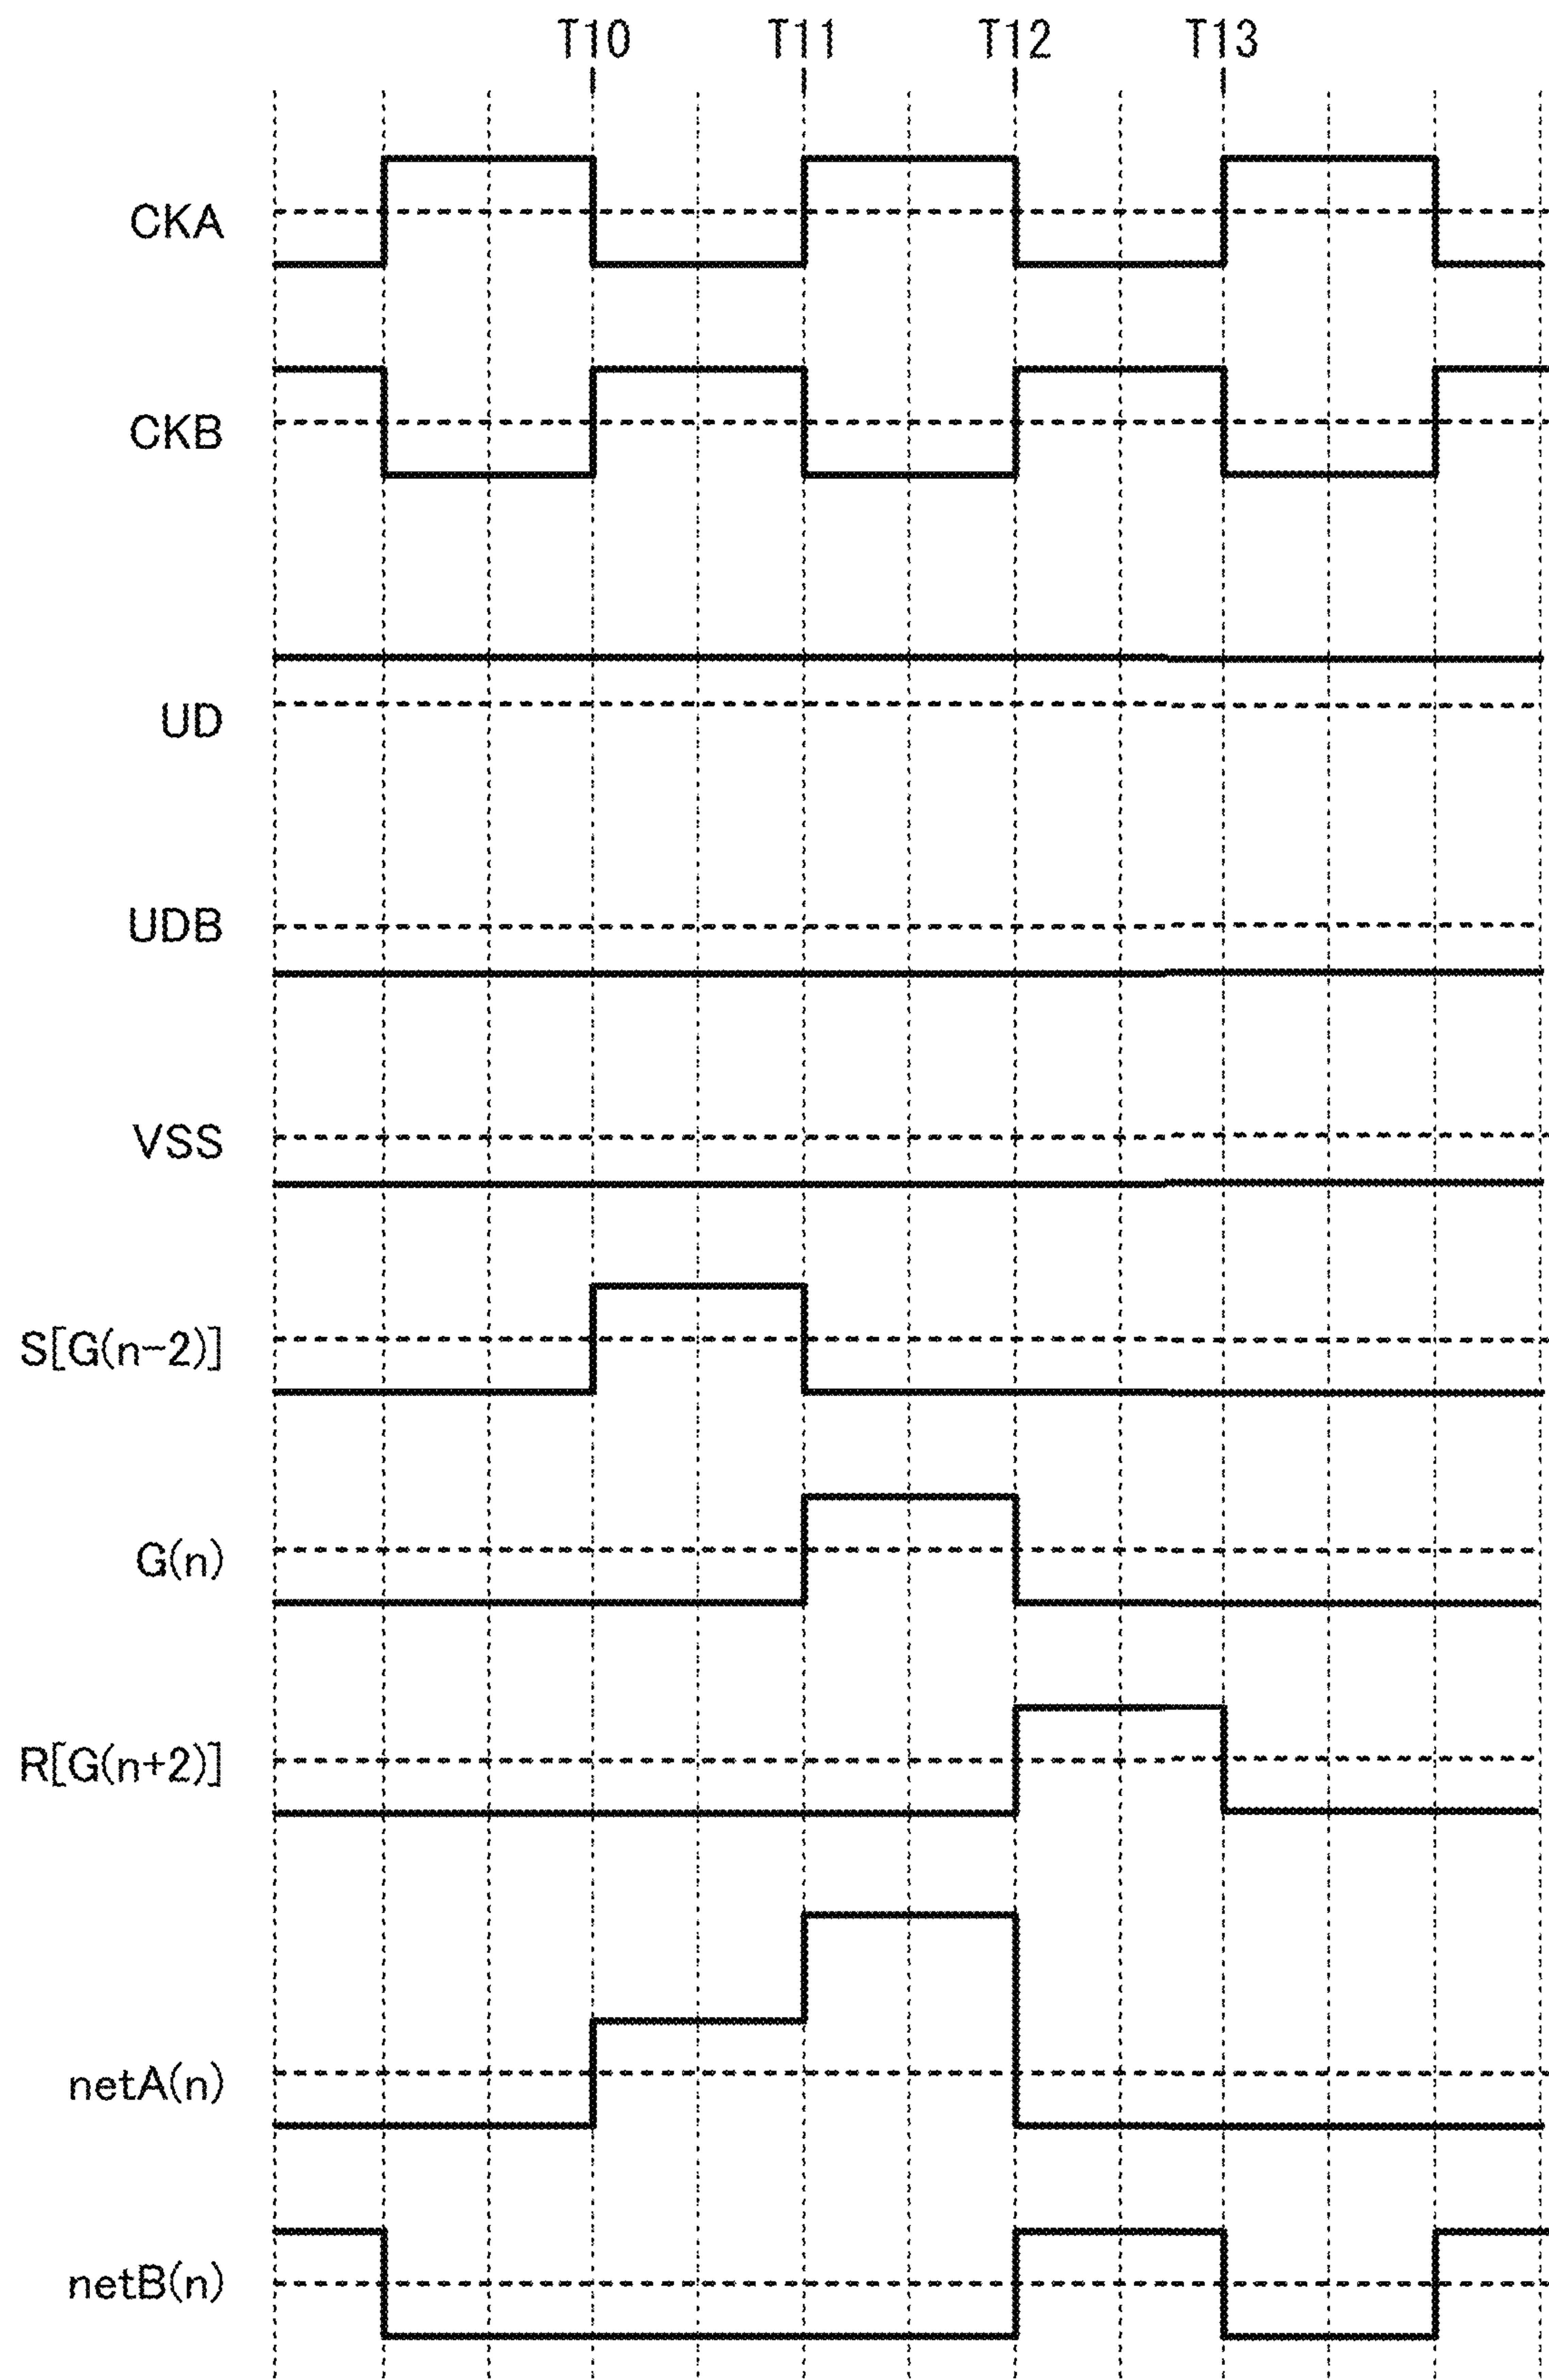 T10 T11 T12 T13
CKA
CKB
UD
UDB
VSS
S[G(n-2)]
G(n)
R[G(n+2)]
netA(n)
netB(n)